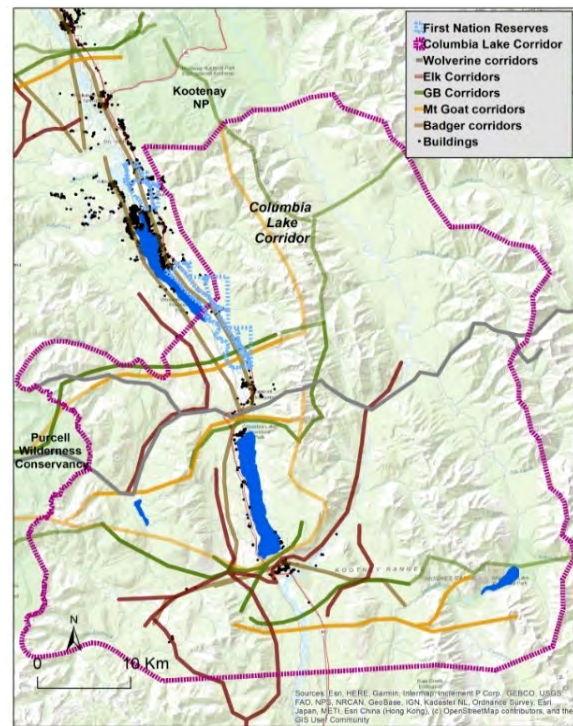 First Nation Reserves
Columbia Lake Corridor
Wolverine corridors
Elk Corridors
GB Corridors
Mt Goat corridors
Badger corridors
Buildings
Kootenay
NP
Columbia
Lake
Corridor
Purcell
Wilderness
Conservancy
KOOTENAY RANGE
N
0
10 Km
Sources: Esri, HERE, Garmin, Intermap, increment P Corp., GEBCO, USGS,
FAO, NPS, NRCAN, GeoBase, IGN, Kadaster NL, Ordnance Survey, Esri
Japan, METI, Esri China (Hong Kong), (c) OpenStreetMap contributors, and the
GIS User Community